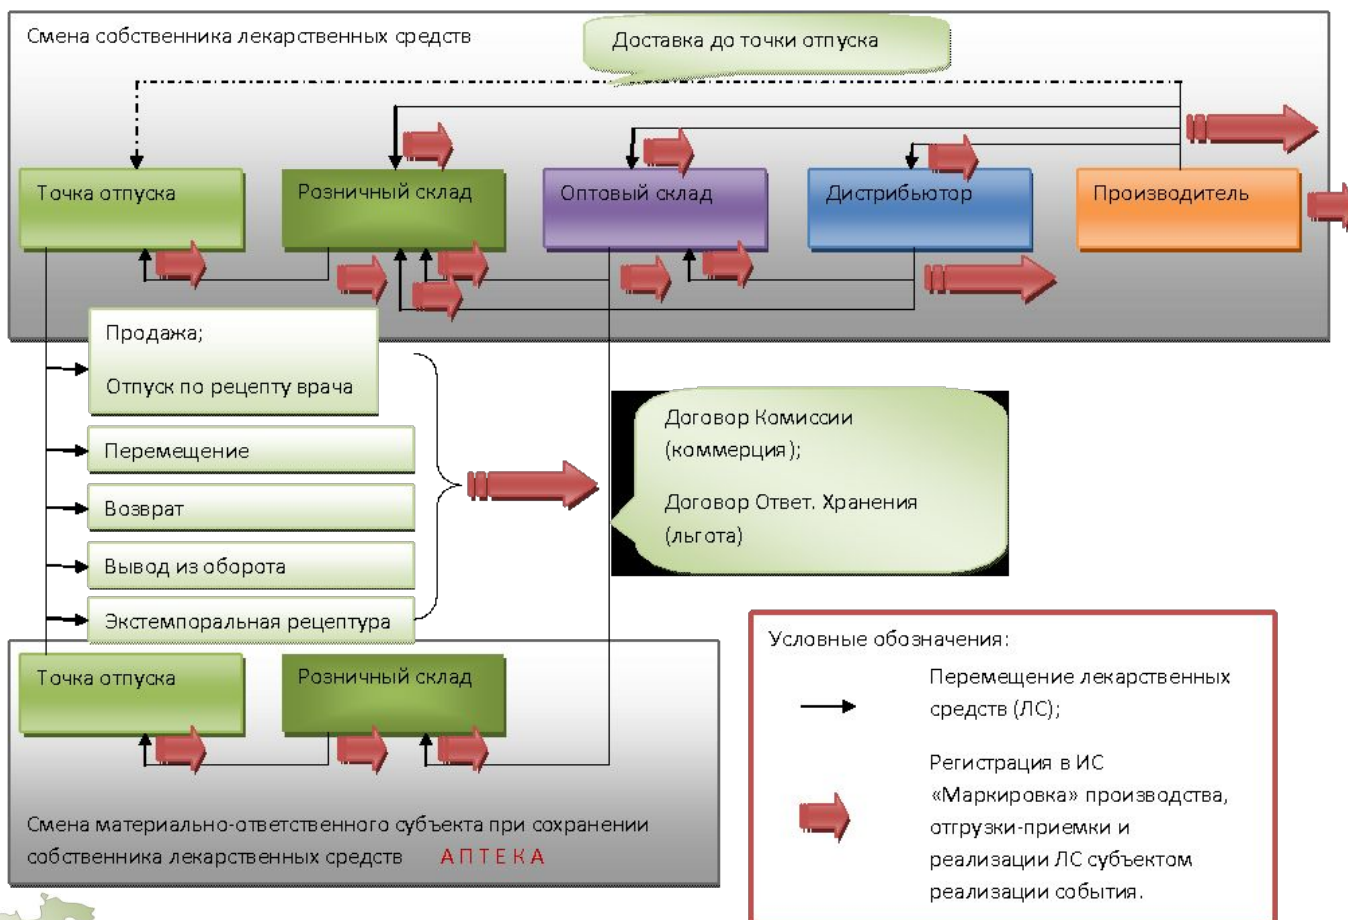 Смена собственника лекарственных средств
Доставка до точки отпуска
Точка отпуска
Розничный склад
Оптовый склад
Дистрибьютор
Производитель
Продажа;
Отпуск по рецепту врача
Перемещение
Возврат
Вывод из оборота
Экстемпоральная рецептура
Договор Комиссии
(коммерция);
Договор Ответ. Хранения
(льгота)
Точка отпуска
Розничный склад
Смена материально-ответственного субъекта при сохранении
собственника лекарственных средств АПТЕКА
Условные обозначения:
Перемещение лекарственных
средств (ЛС);
Регистрация в ИС
«Маркировка» производства,
отгрузки-приемки и
реализации ЛС субъектом
реализации события.